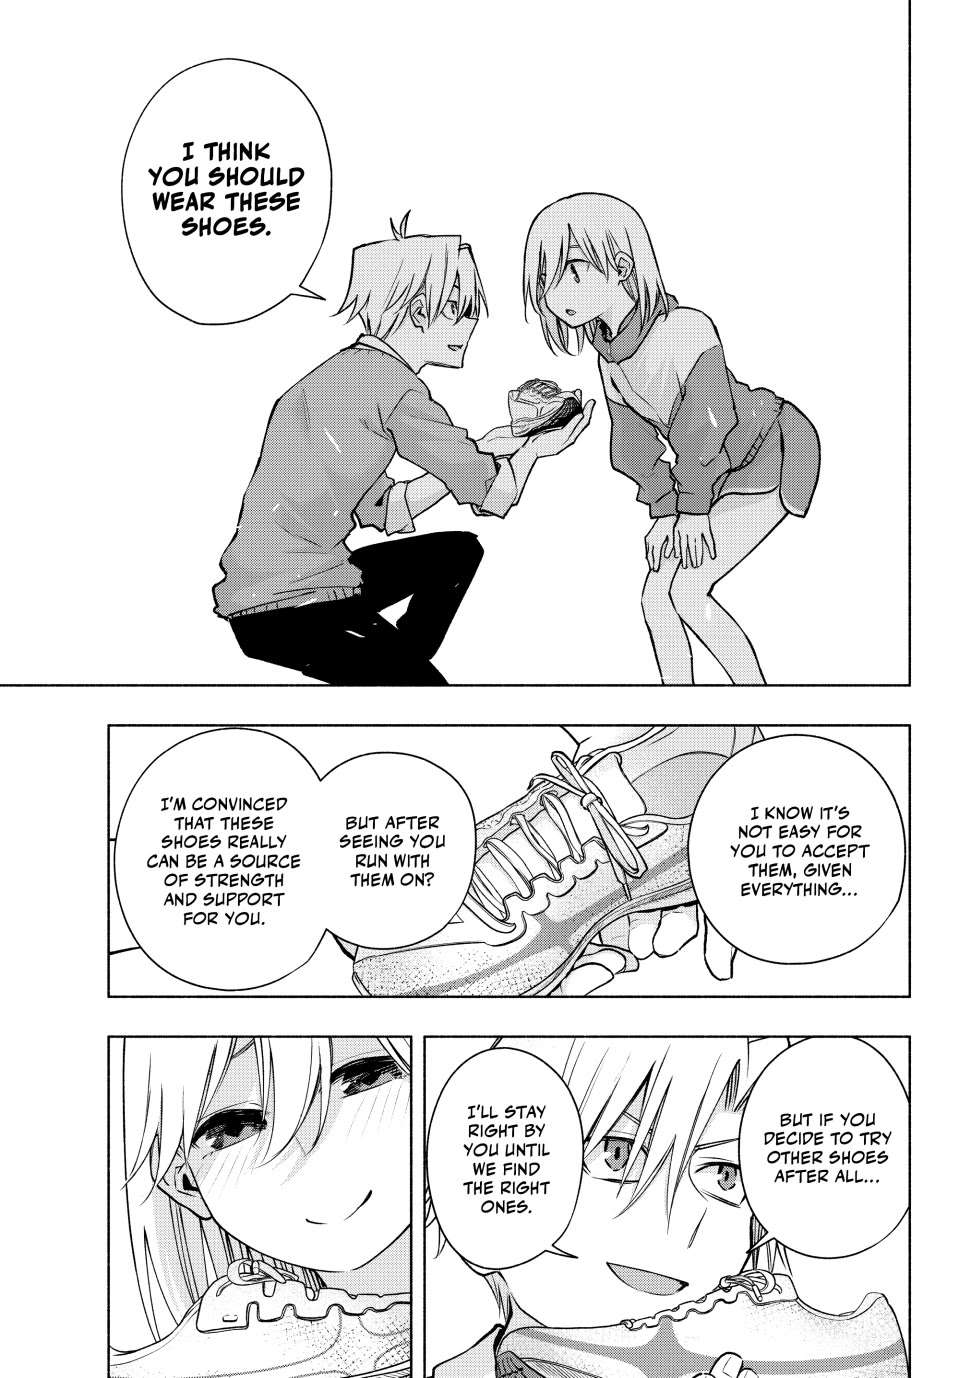 I THINK
YOU SHOULD
WEAR THESE
SHOES.
I KNOW IT'S
NOT EASY FOR
YOU TO ACCEPT
THEM, GIVEN
EVERYTHING...
BUT AFTER
SEEING YOU
RUN WITH
THEM ON?
I'M CONVINCED
THAT THESE
SHOES REALLY
CAN BE A SOURCE
OF STRENGTH
AND SUPPORT
FOR YOU.
BUT IF YOU
DECIDE TO TRY
OTHER SHOES
AFTER ALL...
I'LL STAY
RIGHT BY
YOU UNTIL
WE FIND
THE RIGHT
ONES.